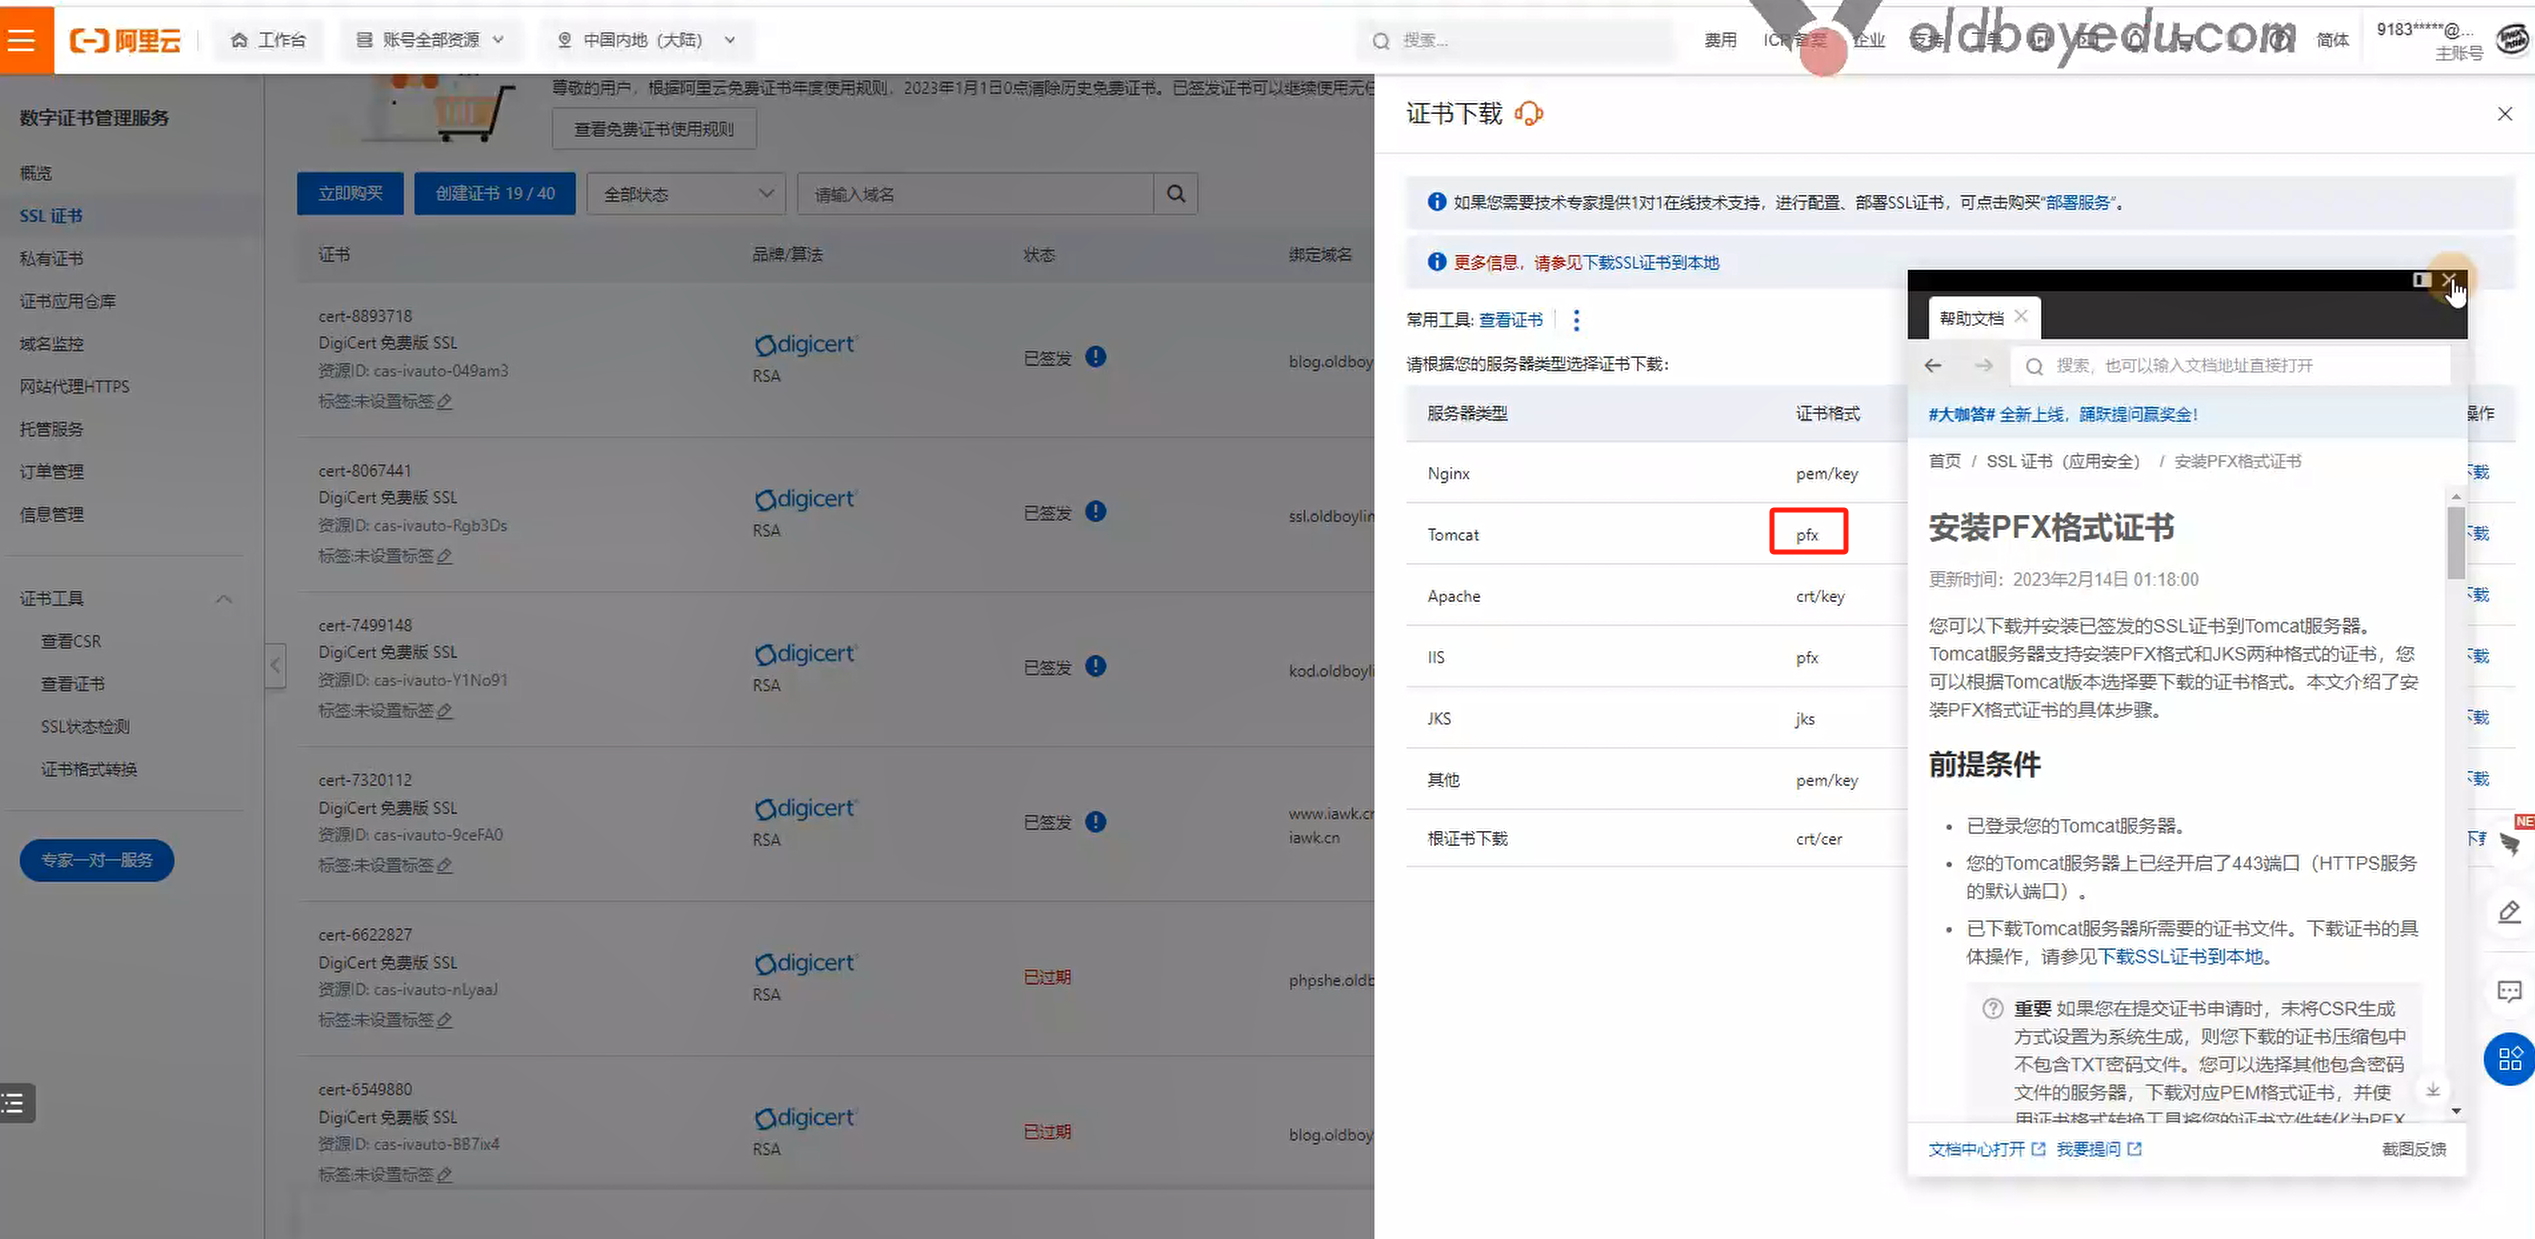 阿里云
工作台
账号全部资源
中国内地（大陆）
搜索...
费用
ICP备案
企业
支持
工单
简体
9183*****@...
主账号
oldboyedu.com
数字证书管理服务
概览
SSL 证书
私有证书
证书应用仓库
域名监控
网站代理HTTPS
托管服务
订单管理
信息管理
证书工具
查看CSR
查看证书
SSL状态检测
证书格式转换
专家一对一服务
尊敬的用户，根据阿里云免费证书年度使用规则，2023年1月1日0点清除历史免费证书。已签发证书可以继续使用无任
查看免费证书使用规则
立即购买
创建证书 19 / 40
全部状态
请输入域名
证书
品牌/算法
状态
绑定域名
cert-8893718
DigiCert 免费版 SSL
资源ID: cas-ivauto-049am3
标签:未设置标签
digicert
RSA
已签发
blog.oldboy
cert-8067441
DigiCert 免费版 SSL
资源ID: cas-ivauto-Rgb3Ds
标签:未设置标签
digicert
RSA
已签发
ssl.oldboylin
cert-7499148
DigiCert 免费版 SSL
资源ID: cas-ivauto-Y1No91
标签:未设置标签
digicert
RSA
已签发
kod.oldboyli
cert-7320112
DigiCert 免费版 SSL
资源ID: cas-ivauto-9ceFA0
标签:未设置标签
digicert
RSA
已签发
www.iawk.cn
iawk.cn
cert-6622827
DigiCert 免费版 SSL
资源ID: cas-ivauto-nLyaaJ
标签:未设置标签
digicert
RSA
已过期
phpshe.oldb
cert-6549880
DigiCert 免费版 SSL
资源ID: cas-ivauto-BB7ix4
标签:未设置标签
digicert
RSA
已过期
blog.oldboy
证书下载
如果您需要技术专家提供1对1在线技术支持，进行配置、部署SSL证书，可点击购买“部署服务”。
更多信息，请参见下载SSL证书到本地
常用工具: 查看证书
请根据您的服务器类型选择证书下载：
服务器类型 证书格式 操作
Nginx pem/key 下载
Tomcat pfx 下载
Apache crt/key 下载
IIS pfx 下载
JKS jks 下载
其他 pem/key 下载
根证书下载 crt/cer 下载
帮助文档
搜索，也可以输入文档地址直接打开
#大咖答# 全新上线，踊跃提问赢奖金！
首页 / SSL 证书（应用安全） / 安装PFX格式证书
安装PFX格式证书
更新时间：2023年2月14日 01:18:00
您可以下载并安装已签发的SSL证书到Tomcat服务器。
Tomcat服务器支持安装PFX格式和JKS两种格式的证书，您
可以根据Tomcat版本选择要下载的证书格式。本文介绍了安
装PFX格式证书的具体步骤。
前提条件
• 已登录您的Tomcat服务器。
• 您的Tomcat服务器上已经开启了443端口（HTTPS服务
的默认端口）。
• 已下载Tomcat服务器所需要的证书文件。下载证书的具
体操作，请参见下载SSL证书到本地。
重要 如果您在提交证书申请时，未将CSR生成
方式设置为系统生成，则您下载的证书压缩包中
不包含TXT密码文件。您可以选择其他包含密码
文件的服务器，下载对应PEM格式证书，并使
用证书格式转换工具将您的证书文件转化为PFX
文档中心打开
我要提问
截图反馈
NE